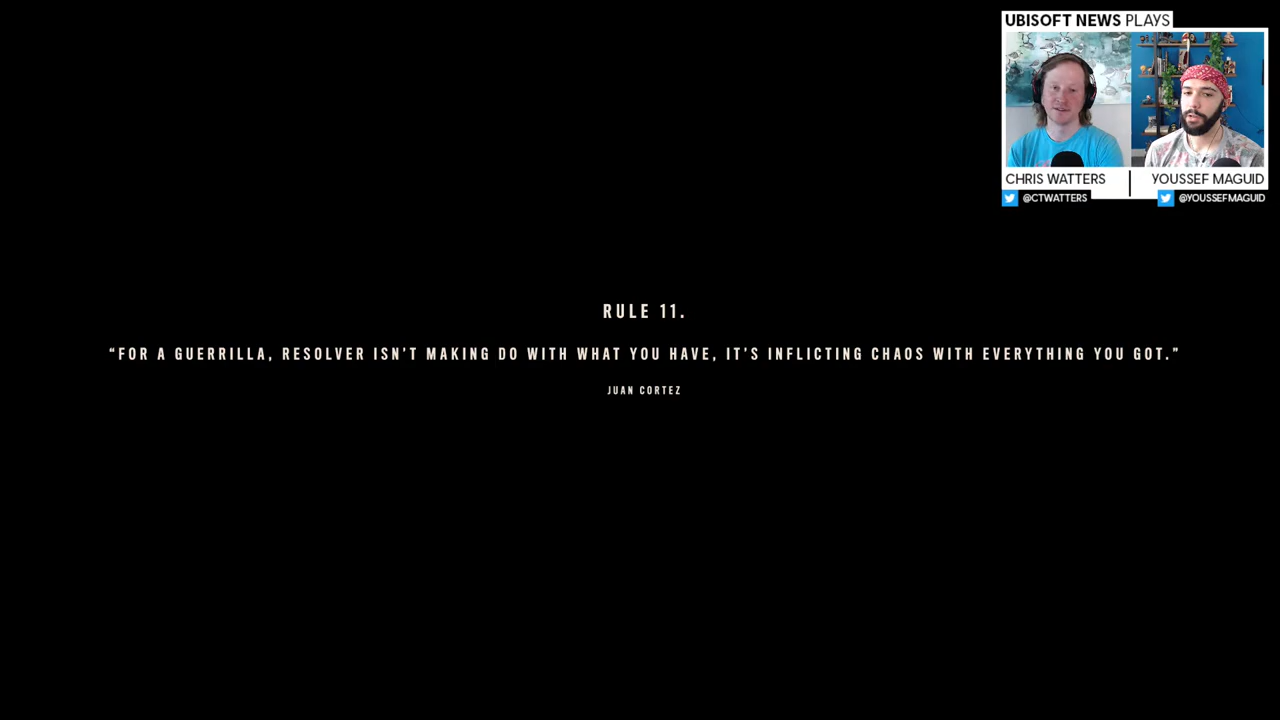 UBISOFT NEWS PLAYS
CHRIS WATTERS
YOUSSEF MAGUID
@CTWATTERS
@YOUSSEFMAGUID
RULE 11.
“FOR A GUERRILLA, RESOLVER ISN’T MAKING DO WITH WHAT YOU HAVE, IT’S INFLICTING CHAOS WITH EVERYTHING YOU GOT.”
JUAN CORTEZ